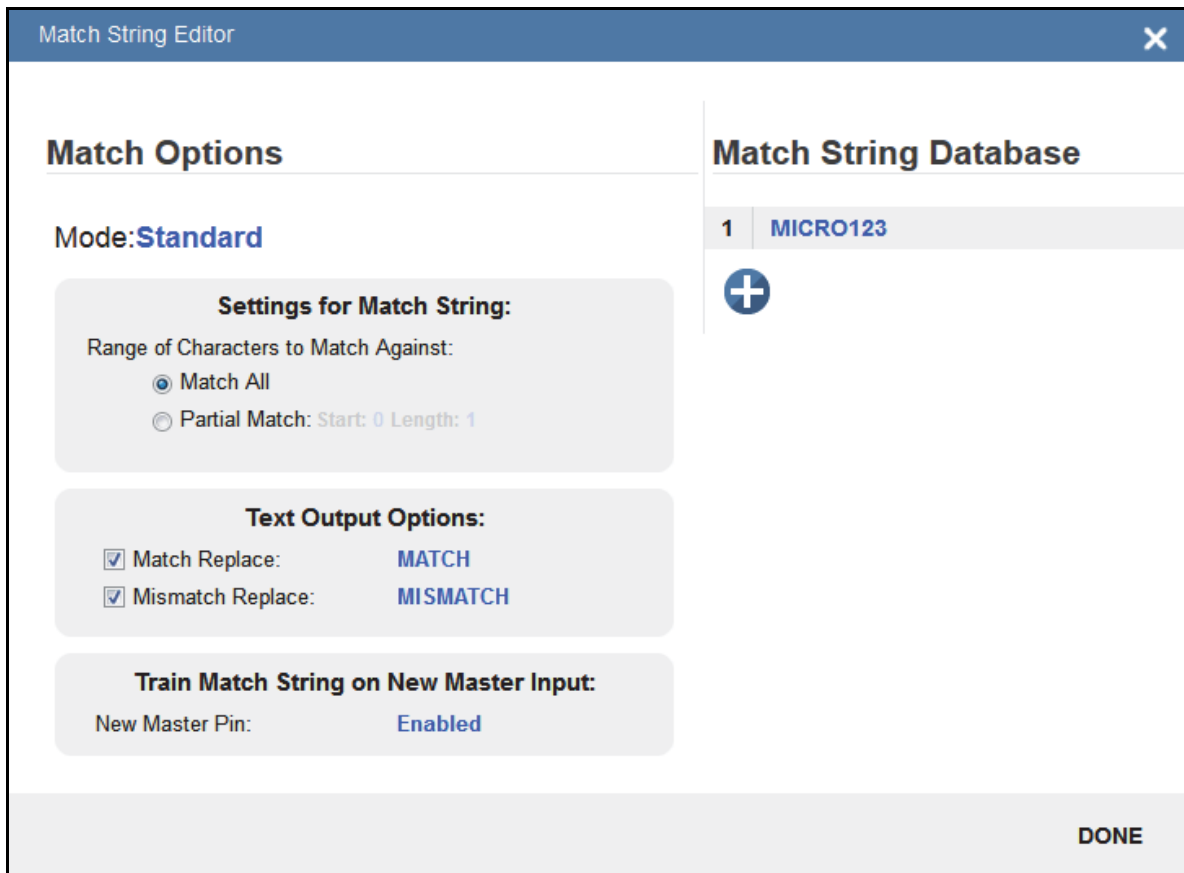 Match String Editor
Match Options
Mode:Standard
Settings for Match String:
Range of Characters to Match Against:
Match All
Partial Match: Start: 0 Length: 1
Text Output Options:
Match Replace: MATCH
Mismatch Replace: MISMATCH
Train Match String on New Master Input:
New Master Pin: Enabled
Match String Database
1 MICRO123
DONE